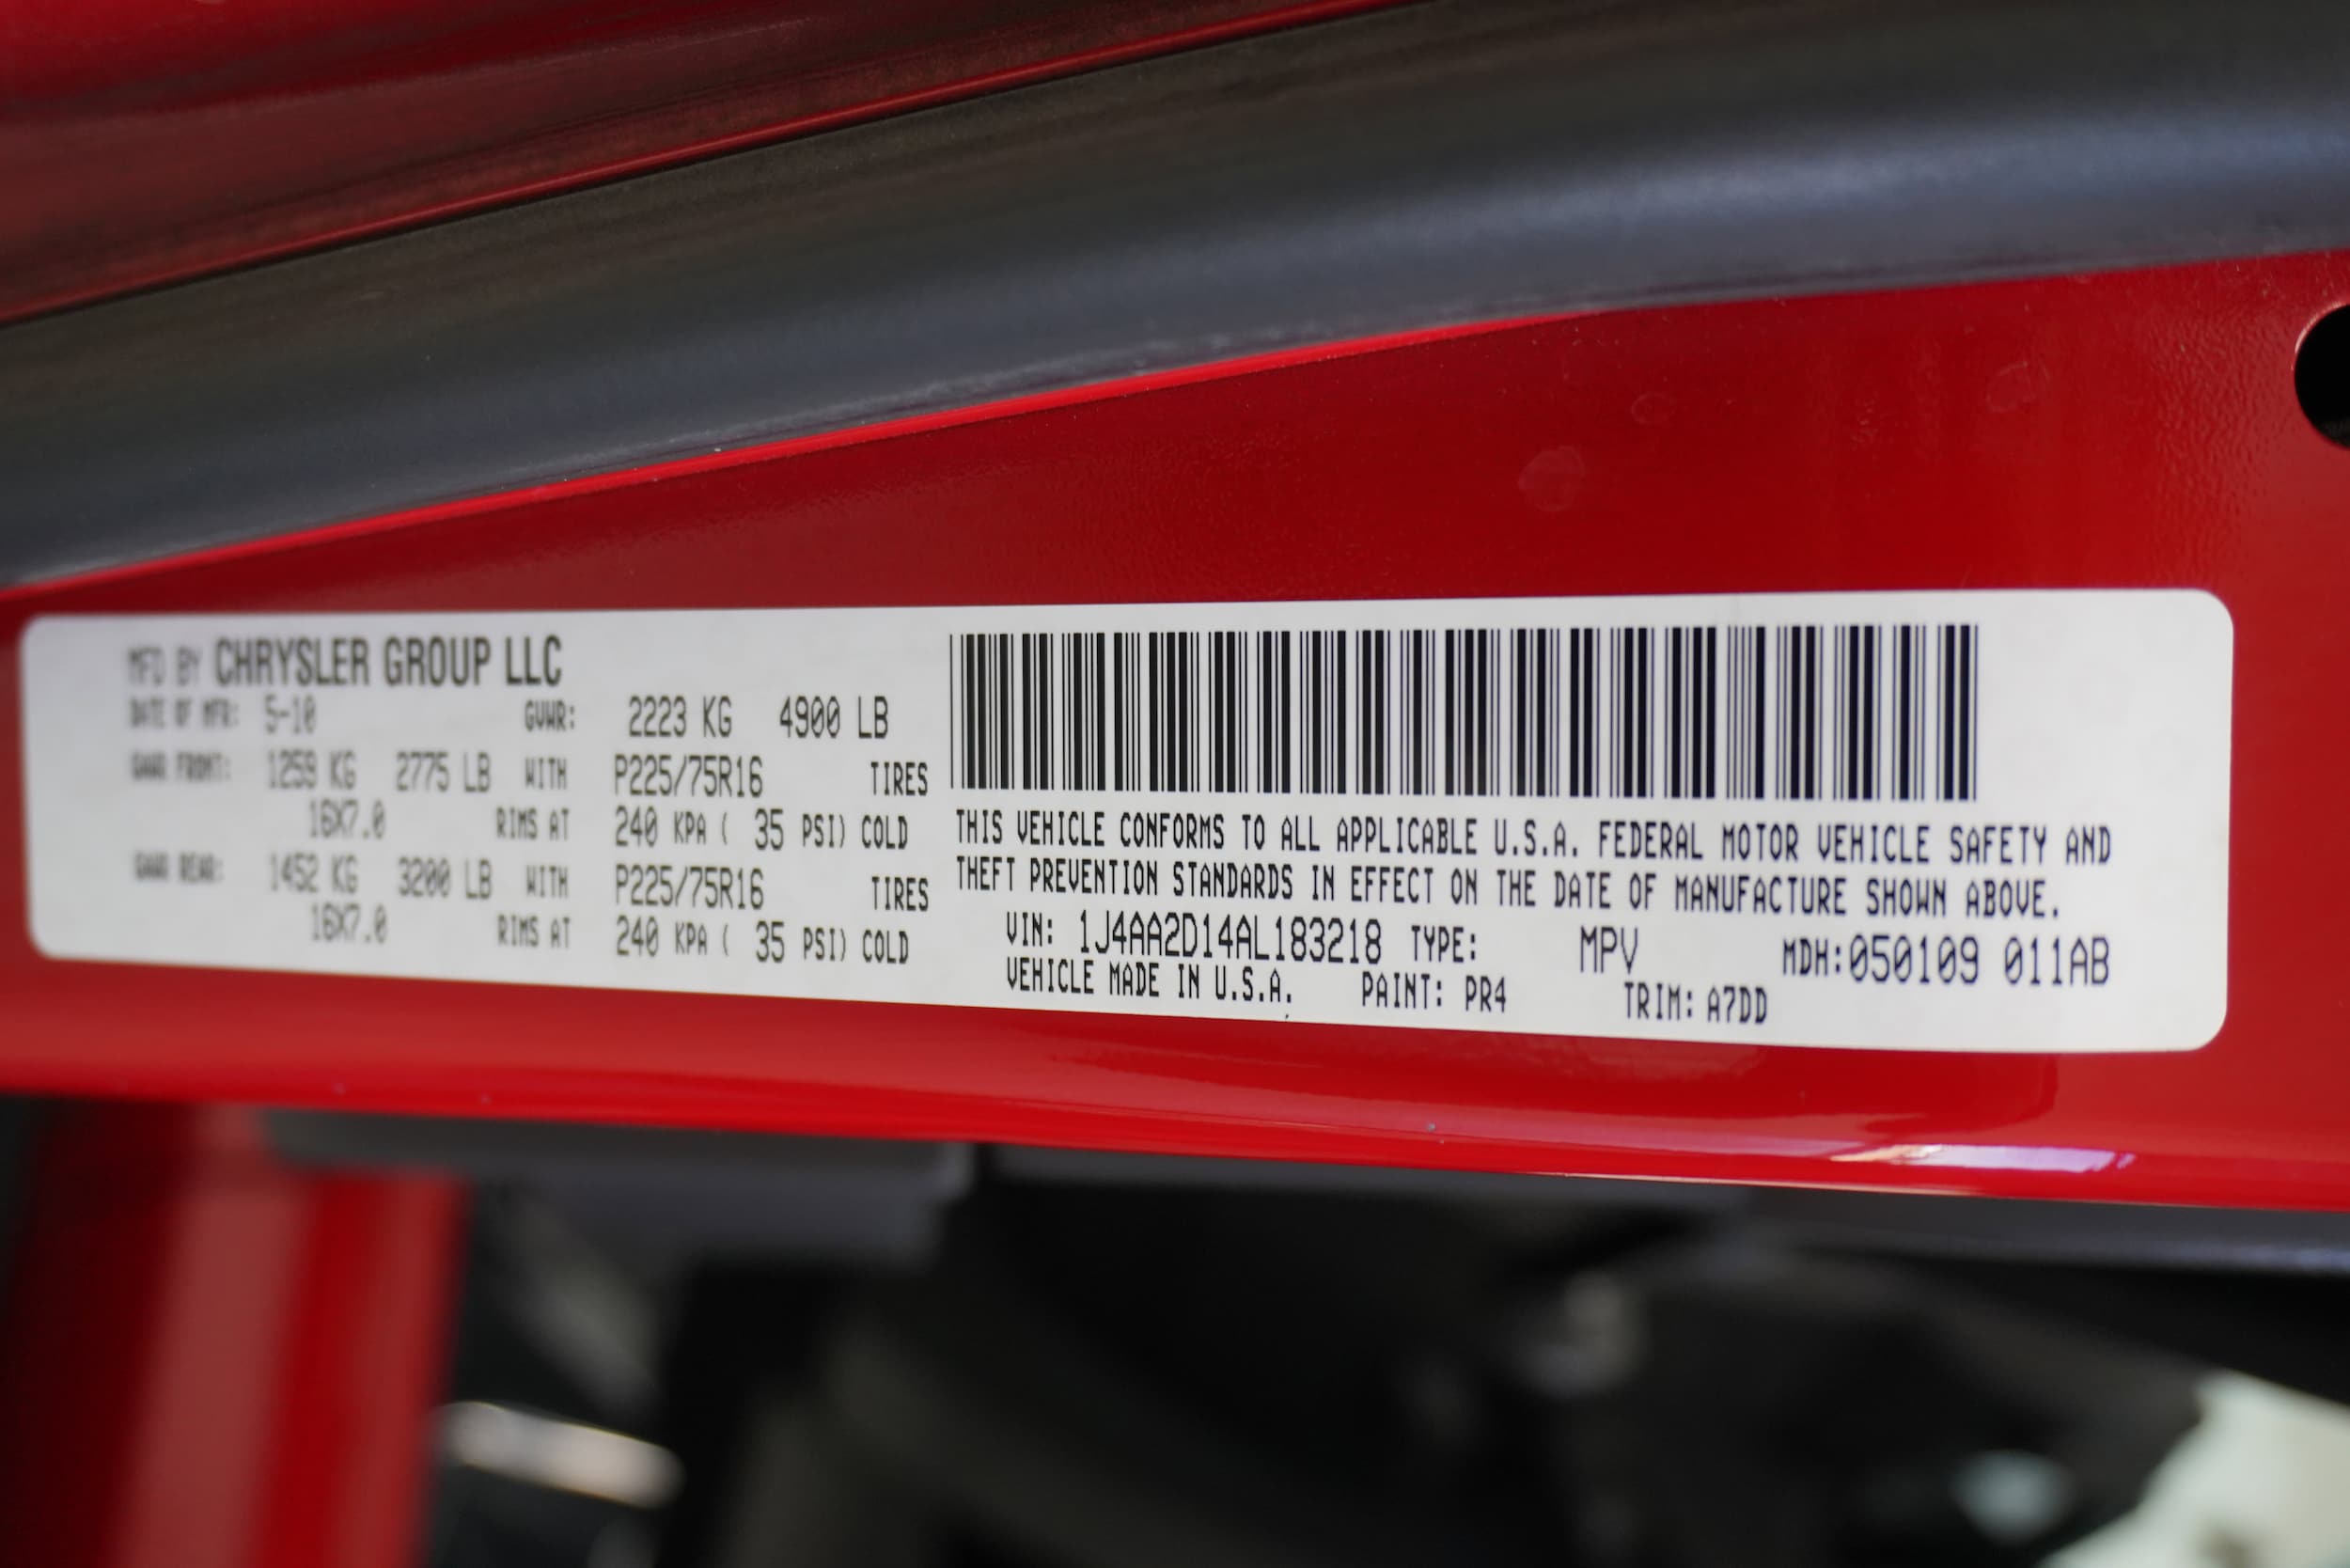 MFD BY CHRYSLER GROUP LLC
DATE OF MFR: 5-10 GVWR: 2223 KG 4900 LB
GAWR FRONT: 1259 KG 2775 LB WITH P225/75R16 TIRES
16X7.0 RIMS AT 240 KPA ( 35 PSI) COLD
GAWR REAR: 1452 KG 3200 LB WITH P225/75R16 TIRES
16X7.0 RIMS AT 240 KPA ( 35 PSI) COLD
THIS VEHICLE CONFORMS TO ALL APPLICABLE U.S.A. FEDERAL MOTOR VEHICLE SAFETY AND
THEFT PREVENTION STANDARDS IN EFFECT ON THE DATE OF MANUFACTURE SHOWN ABOVE.
VIN: 1J4AA2D14AL183218 TYPE: MPV MDH:050109 011AB
VEHICLE MADE IN U.S.A. PAINT: PR4 TRIM: A7DD